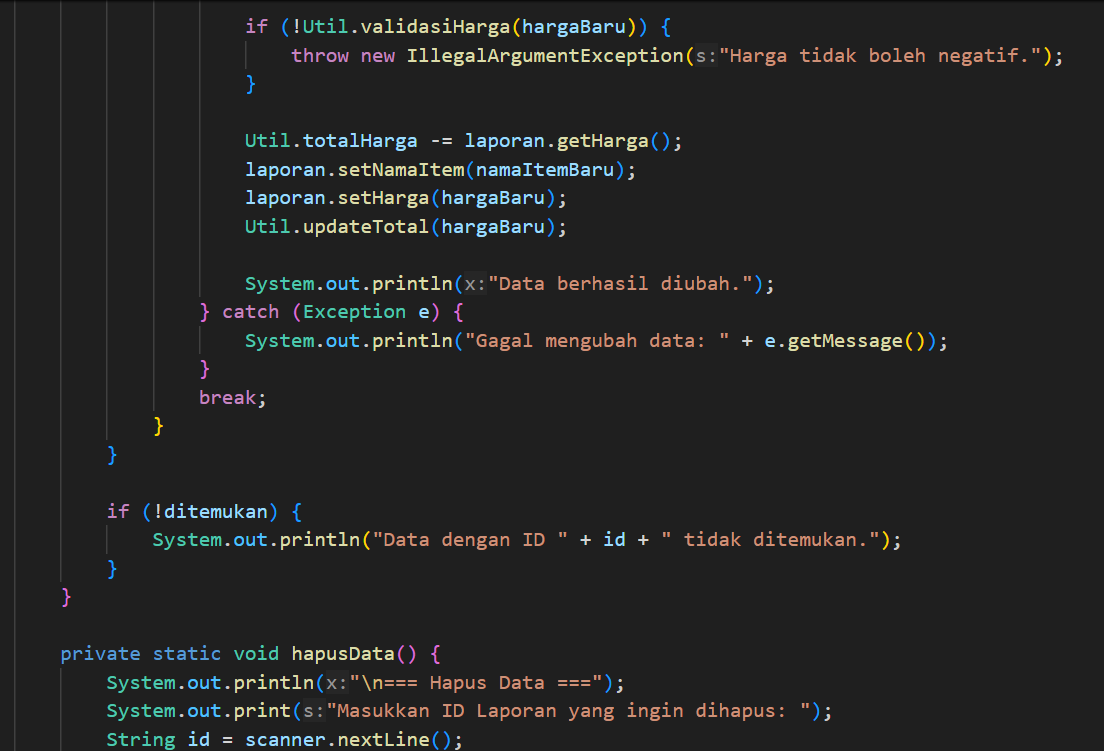 if (!Util.validasiHarga(hargaBaru)) {
throw new IllegalArgumentException(s:"Harga tidak boleh negatif.");
}
Util.totalHarga -= laporan.getHarga();
laporan.setNamaItem(namaItemBaru);
laporan.setHarga(hargaBaru);
Util.updateTotal(hargaBaru);
System.out.println(x:"Data berhasil diubah.");
} catch (Exception e) {
System.out.println("Gagal mengubah data: " + e.getMessage());
}
break;
}
}
if (!ditemukan) {
System.out.println("Data dengan ID " + id + " tidak ditemukan.");
}
}
private static void hapusData() {
System.out.println(x:"\n=== Hapus Data ===");
System.out.print(s:"Masukkan ID Laporan yang ingin dihapus: ");
String id = scanner.nextLine();